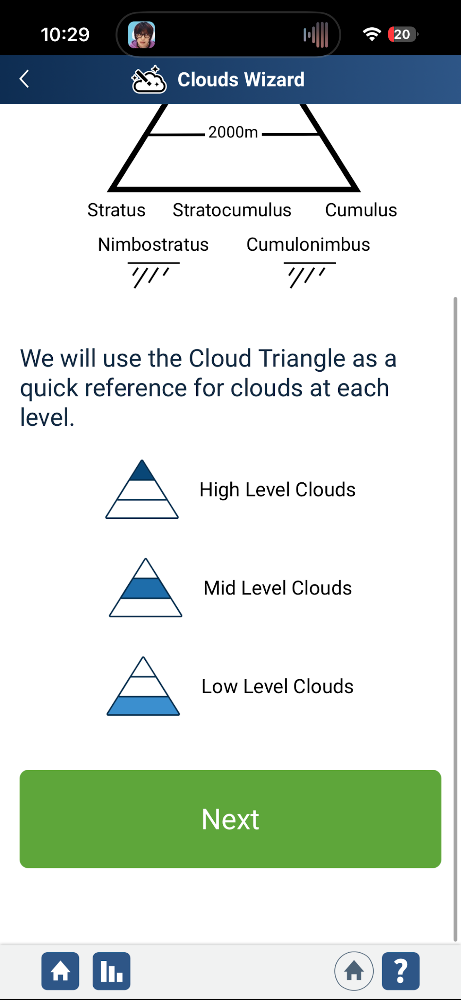 10:29
20
Clouds Wizard
2000m
Stratus Stratocumulus Cumulus
Nimbostratus Cumulonimbus
We will use the Cloud Triangle as a
quick reference for clouds at each
level.
High Level Clouds
Mid Level Clouds
Low Level Clouds
Next
?